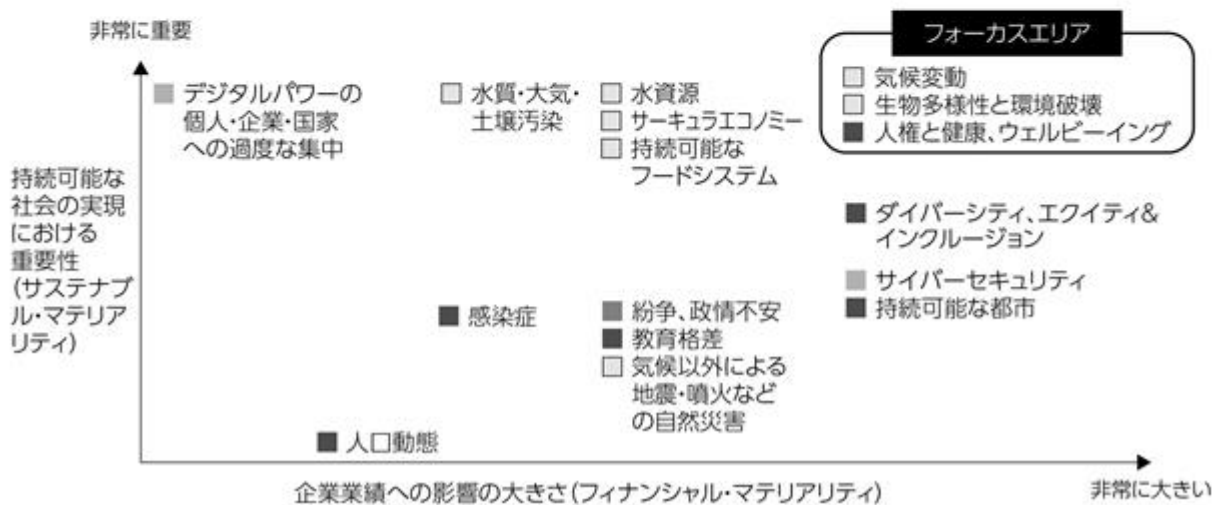 非常に重要
フォーカスエリア
気候変動
生物多様性と環境破壊
人権と健康、ウェルビーイング
デジタルパワーの
個人・企業・国家
への過度な集中
水質・大気・
土壌汚染
水資源
サーキュラエコノミー
持続可能な
フードシステム
持続可能な
社会の実現
における
重要性
(サステナブ
ル・マテリア
リティ)
ダイバーシティ、エクイティ&
インクルージョン
サイバーセキュリティ
持続可能な都市
感染症
紛争、政情不安
教育格差
気候以外による
地震・噴火など
の自然災害
人口動態
企業業績への影響の大きさ(フィナンシャル・マテリアリティ)
非常に大きい